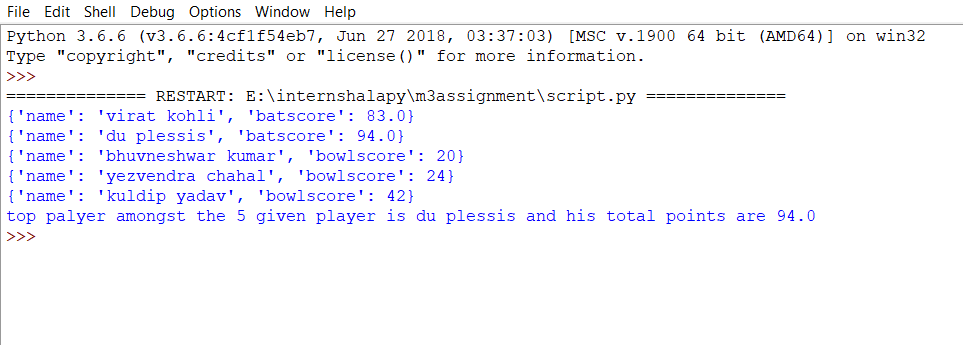 File Edit Shell Debug Options Window Help
Python 3.6.6 (v3.6.6:4cf1f54eb7, Jun 27 2018, 03:37:03) [MSC v.1900 64 bit (AMD64)] on win32
Type "copyright", "credits" or "license()" for more information.
>>>
============== RESTART: E:\internshalapy\m3assignment\script.py ==============
{'name': 'virat kohli', 'batscore': 83.0}
{'name': 'du plessis', 'batscore': 94.0}
{'name': 'bhuvneshwar kumar', 'bowlscore': 20}
{'name': 'yezvendra chahal', 'bowlscore': 24}
{'name': 'kuldip yadav', 'bowlscore': 42}
top palyer amongst the 5 given player is du plessis and his total points are 94.0
>>>